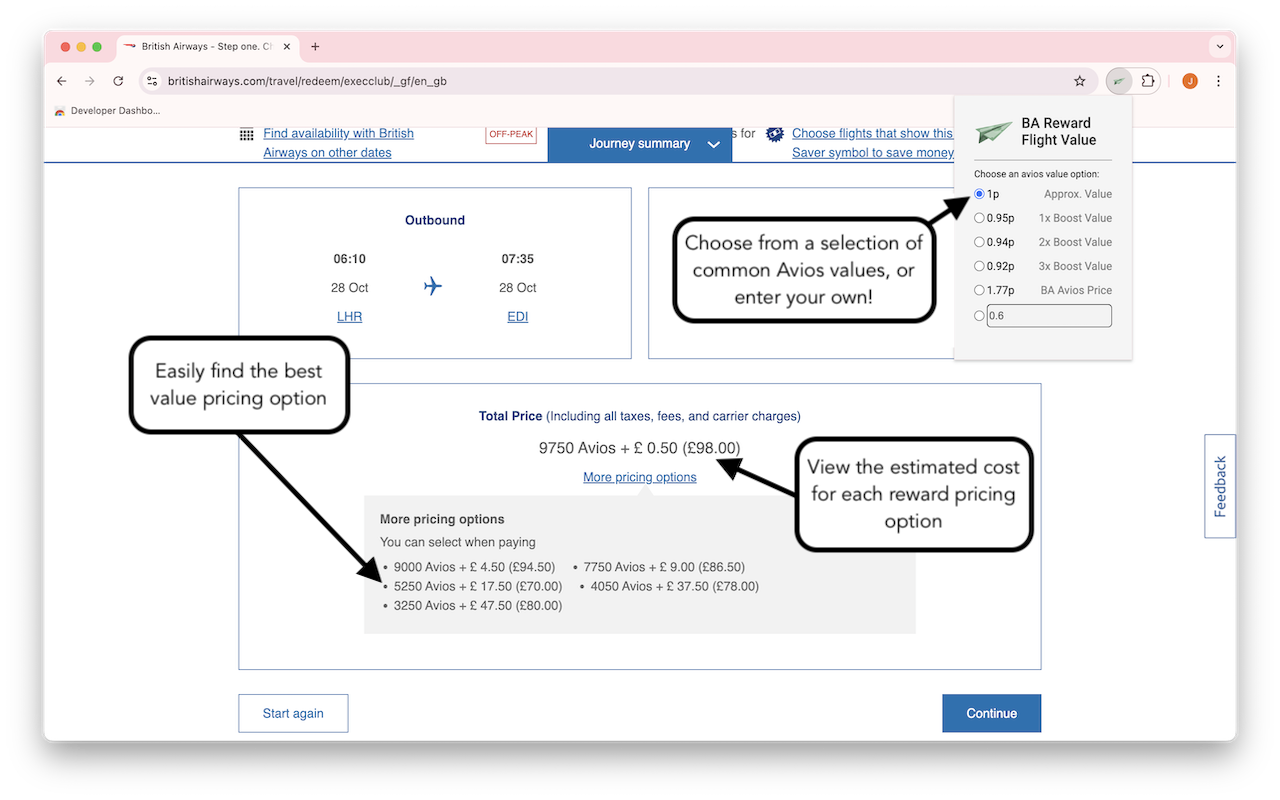 British Airways - Step one. Ch
britishairways.com/travel/redeem/execclub/_gf/en_gb
J
Developer Dashbo...
Find availability with British
Airways on other dates
OFF-PEAK
Journey summary
s for
Choose flights that show this
Saver symbol to save money
BA Reward
Flight Value
Choose an avios value option:
1p Approx. Value
0.95p 1x Boost Value
0.94p 2x Boost Value
0.92p 3x Boost Value
1.77p BA Avios Price
0.6
Choose from a selection of
common Avios values, or
enter your own!
Outbound
06:10 07:35
28 Oct 28 Oct
LHR EDI
Easily find the best
value pricing option
Total Price (Including all taxes, fees, and carrier charges)
9750 Avios + £ 0.50 (£98.00)
More pricing options
View the estimated cost
for each reward pricing
option
More pricing options
You can select when paying
• 9000 Avios + £ 4.50 (£94.50) • 7750 Avios + £ 9.00 (£86.50)
• 5250 Avios + £ 17.50 (£70.00) • 4050 Avios + £ 37.50 (£78.00)
• 3250 Avios + £ 47.50 (£80.00)
Feedback
Start again
Continue